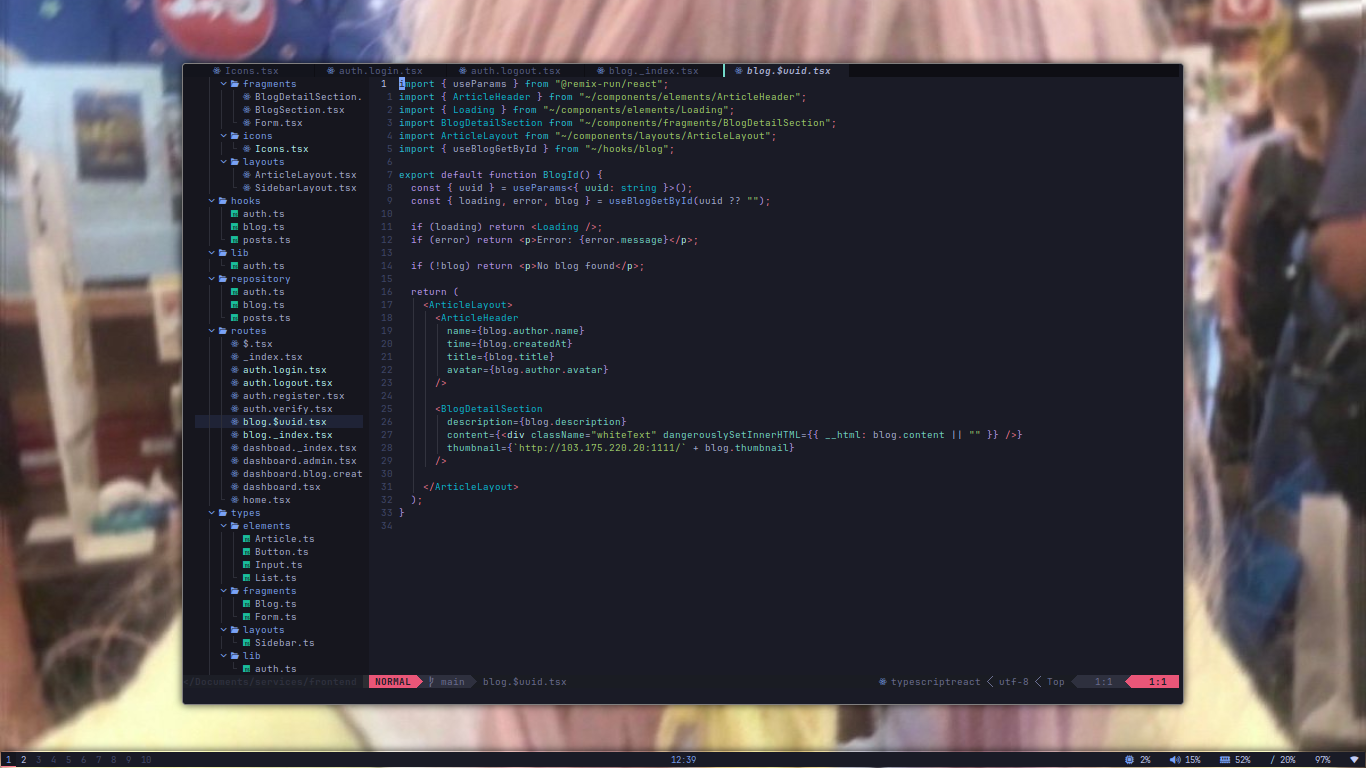 Icons.tsx auth.login.tsx auth.logout.tsx blog._index.tsx blog.$uuid.tsx
fragments
BlogDetailSection.
BlogSection.tsx
Form.tsx
icons
Icons.tsx
layouts
ArticleLayout.tsx
SidebarLayout.tsx
hooks
auth.ts
blog.ts
posts.ts
lib
auth.ts
repository
auth.ts
blog.ts
posts.ts
routes
$.tsx
_index.tsx
auth.login.tsx
auth.logout.tsx
auth.register.tsx
auth.verify.tsx
blog.$uuid.tsx
blog._index.tsx
dashboad._index.tsx
dashboard.admin.tsx
dashboard.blog.creat
dashboard.tsx
home.tsx
types
elements
Article.ts
Button.ts
Input.ts
List.ts
fragments
Blog.ts
Form.ts
layouts
Sidebar.ts
lib
auth.ts
1 import { useParams } from "@remix-run/react";
1 import { ArticleHeader } from "~/components/elements/ArticleHeader";
2 import { Loading } from "~/components/elements/Loading";
3 import BlogDetailSection from "~/components/fragments/BlogDetailSection";
4 import ArticleLayout from "~/components/layouts/ArticleLayout";
5 import { useBlogGetById } from "~/hooks/blog";
6
7 export default function BlogId() {
8 const { uuid } = useParams<{ uuid: string }>();
9 const { loading, error, blog } = useBlogGetById(uuid ?? "");
10
11 if (loading) return <Loading />;
12 if (error) return <p>Error: {error.message}</p>;
13
14 if (!blog) return <p>No blog found</p>;
15
16 return (
17 <ArticleLayout>
18 <ArticleHeader
19 name={blog.author.name}
20 time={blog.createdAt}
21 title={blog.title}
22 avatar={blog.author.avatar}
23 />
24
25 <BlogDetailSection
26 description={blog.description}
27 content={<div className="whiteText" dangerouslySetInnerHTML={{ __html: blog.content || "" }} />}
28 thumbnail={`http://103.175.220.20:1111/` + blog.thumbnail}
29 />
30
31 </ArticleLayout>
32 );
33 }
34
</Documents/services/frontend NORMAL main blog.$uuid.tsx typescriptreact utf-8 Top 1:1 1:1
1 2 3 4 5 6 7 8 9 10 12:39 2% 15% 52% / 20% 97%